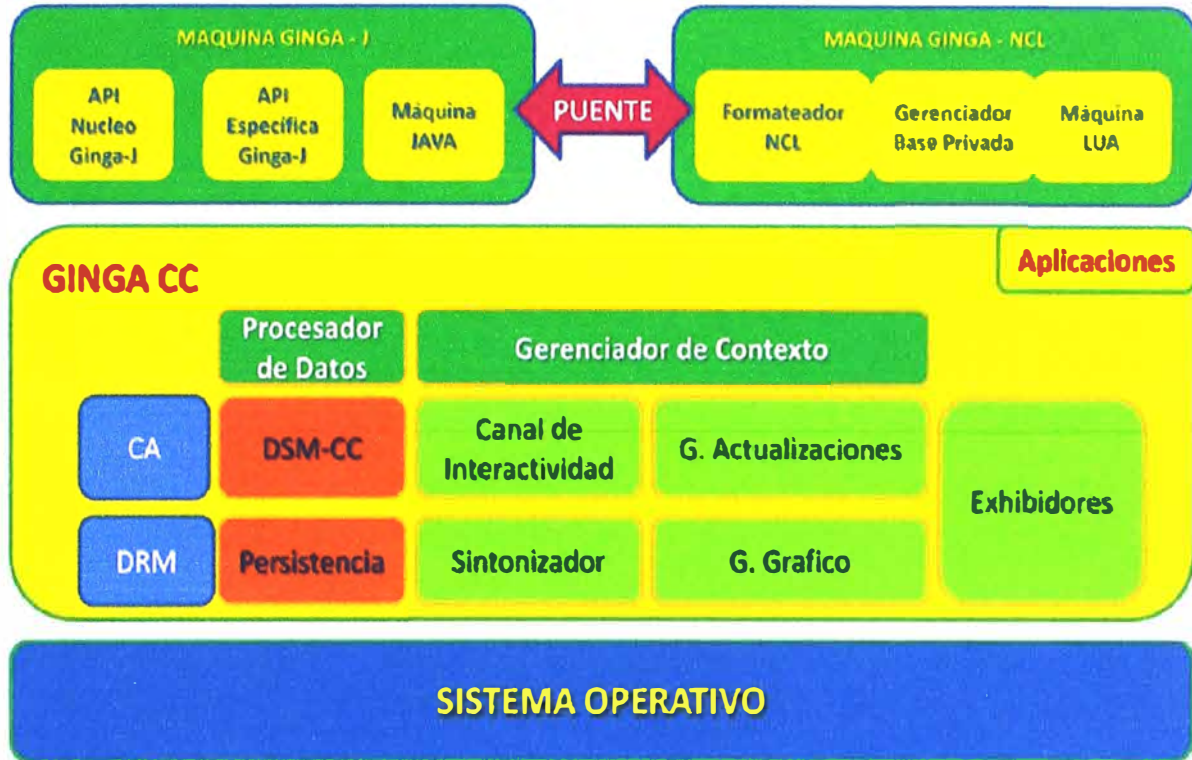 MAQUINA GINGA - J
API
Nucleo
Ginga-J
API
Específica
Ginga-J
Máquina
JAVA
PUENTE
MAQUINA GINGA - NCL
Formateador
NCL
Gerenciador
Base Privada
Máquina
LUA
GINGA CC
Aplicaciones
Procesador
de Datos
Gerenciador de Contexto
CA
DSM-CC
Canal de
Interactividad
G. Actualizaciones
Exhibidores
DRM
Persistencia
Sintonizador
G. Grafico
SISTEMA OPERATIVO